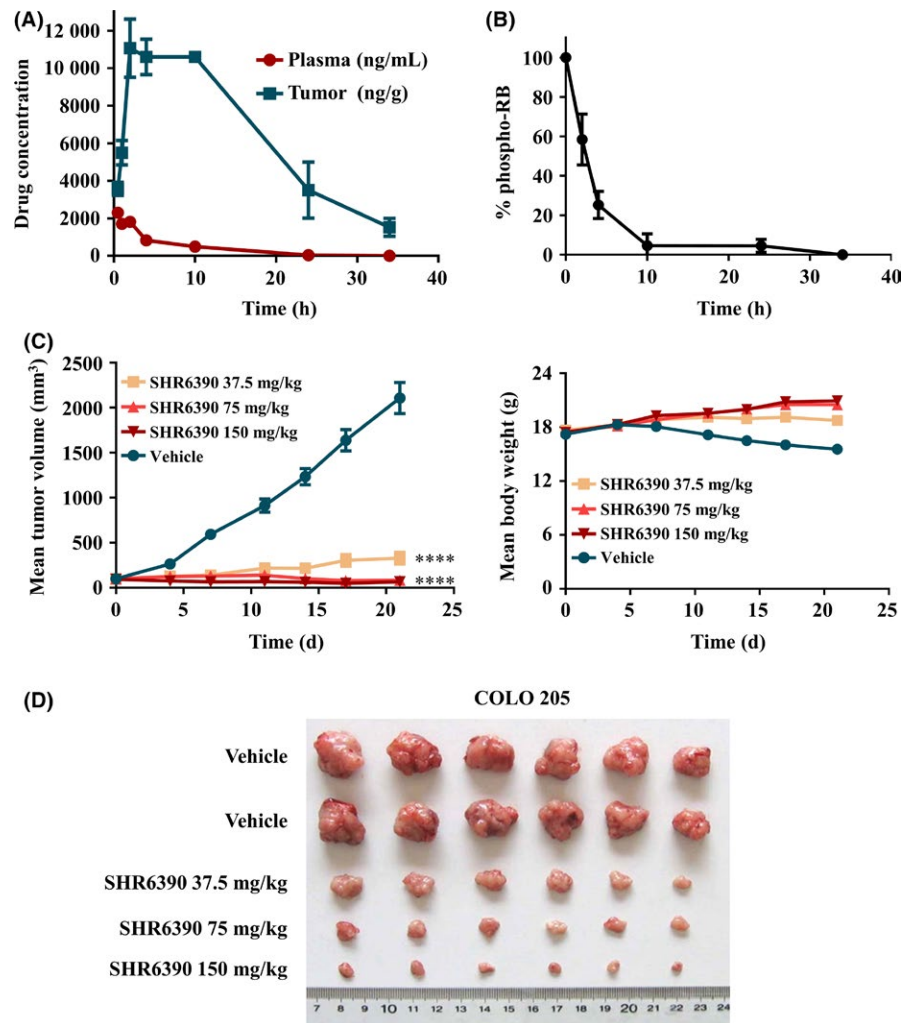 (A)
12 000
10 000
8000
6000
4000
2000
0
Drug concentration
Plasma (ng/mL)
Tumor (ng/g)
0 10 20 30 40
Time (h)
(B)
100
80
60
40
20
0
% phospho-RB
0 10 20 30 40
Time (h)
(C)
2500
2000
1500
1000
500
0
Mean tumor volume (mm³)
SHR6390 37.5 mg/kg
SHR6390 75 mg/kg
SHR6390 150 mg/kg
Vehicle
****
****
0 5 10 15 20 25
Time (d)
24
18
12
6
0
Mean body weight (g)
SHR6390 37.5 mg/kg
SHR6390 75 mg/kg
SHR6390 150 mg/kg
Vehicle
0 5 10 15 20 25
Time (d)
(D)
COLO 205
Vehicle
Vehicle
SHR6390 37.5 mg/kg
SHR6390 75 mg/kg
SHR6390 150 mg/kg
7 8 9 10 11 12 13 14 15 16 17 18 19 20 21 22 23 24